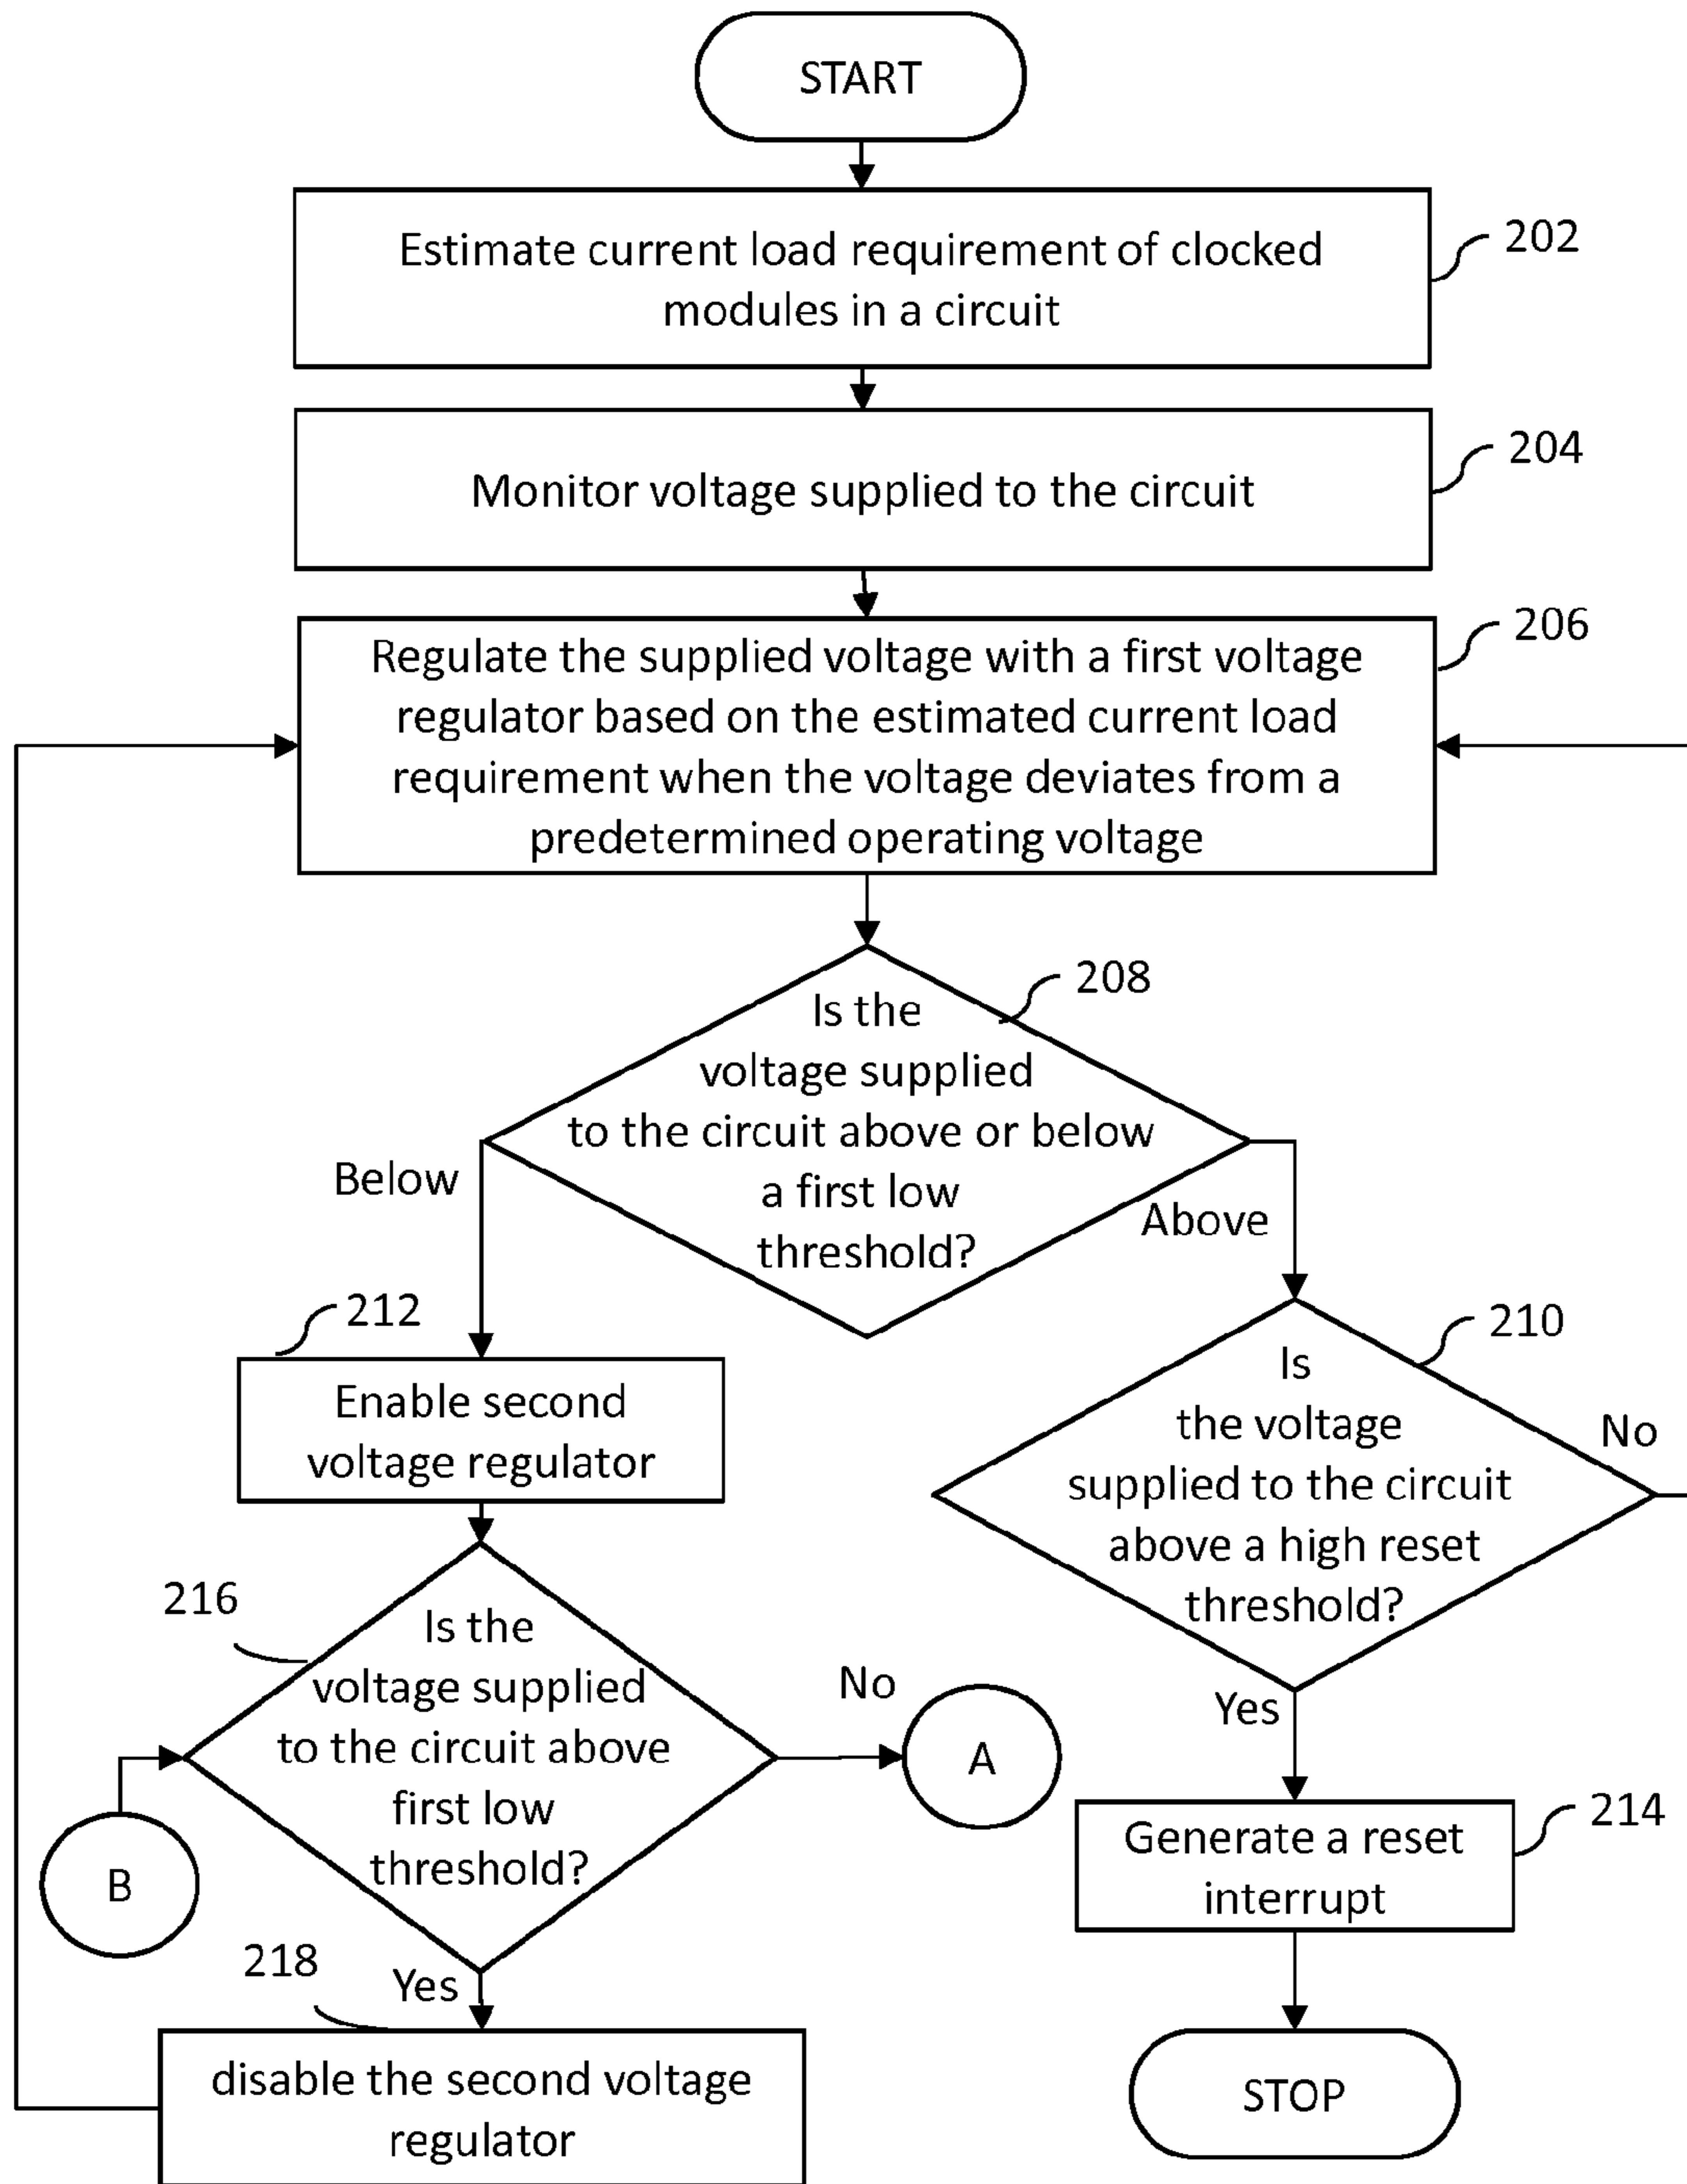 START
Estimate current load requirement of clocked
modules in a circuit
202
Monitor voltage supplied to the circuit
204
Regulate the supplied voltage with a first voltage
regulator based on the estimated current load
requirement when the voltage deviates from a
predetermined operating voltage
206
Is the
voltage supplied
to the circuit above or below
a first low
threshold?
208
Below
Above
212
Enable second
voltage regulator
210
Is
the voltage
supplied to the circuit
above a high reset
threshold?
No
Yes
216
Is the
voltage supplied
to the circuit above
first low
threshold?
No
A
B
Yes
214
Generate a reset
interrupt
218
disable the second voltage
regulator
STOP